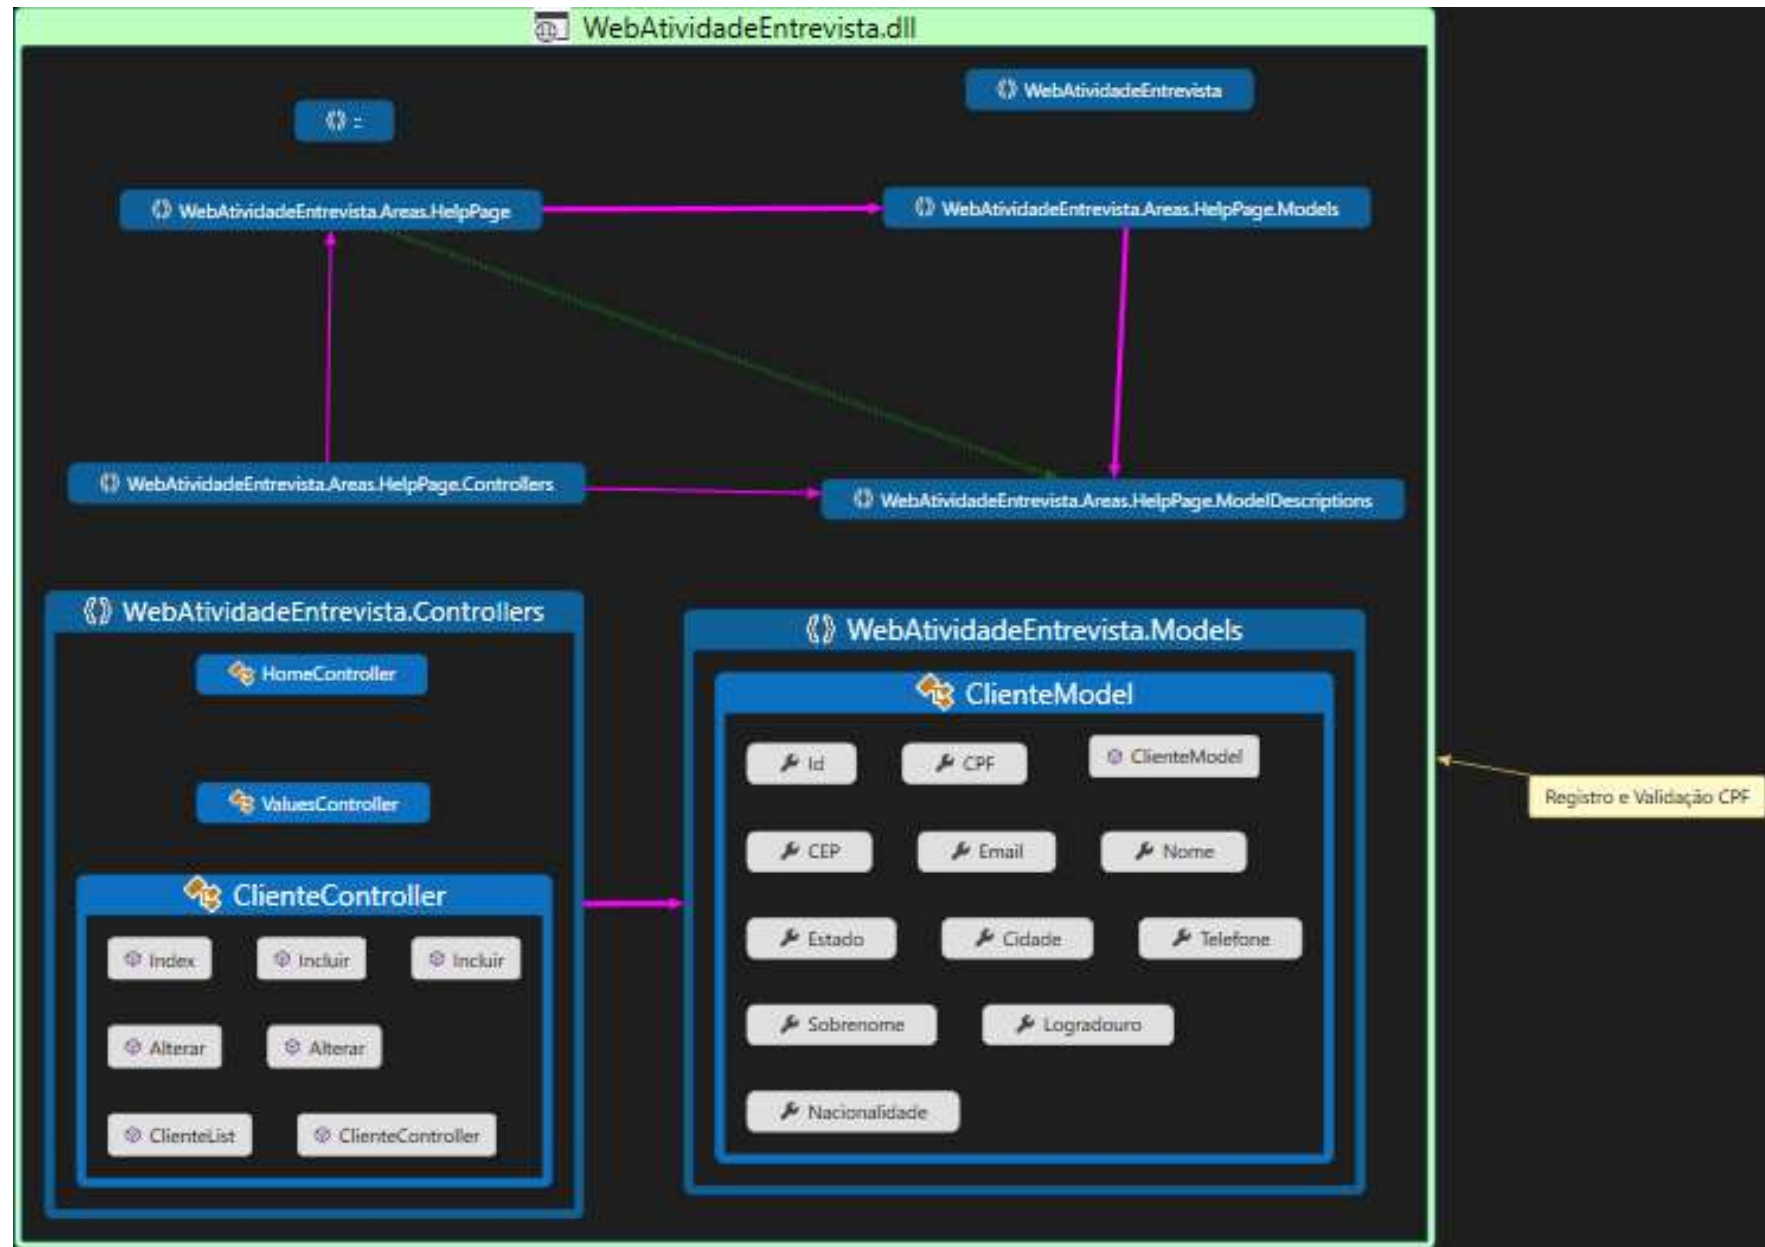 WebAtividadeEntrevista.dll
WebAtividadeEntrevista
WebAtividadeEntrevista.Areas.HelpPage
WebAtividadeEntrevista.Areas.HelpPage.Models
WebAtividadeEntrevista.Areas.HelpPage.Controllers
WebAtividadeEntrevista.Areas.HelpPage.ModelDescriptions
WebAtividadeEntrevista.Controllers
HomeController
ValuesController
ClienteController
Index
Incluir
Incluir
Alterar
Alterar
ClienteList
ClienteController
WebAtividadeEntrevista.Models
ClienteModel
Id
CPF
ClienteModel
CEP
Email
Nome
Estado
Cidade
Telefone
Sobrenome
Logradouro
Nacionalidade
Registro e Validação CPF